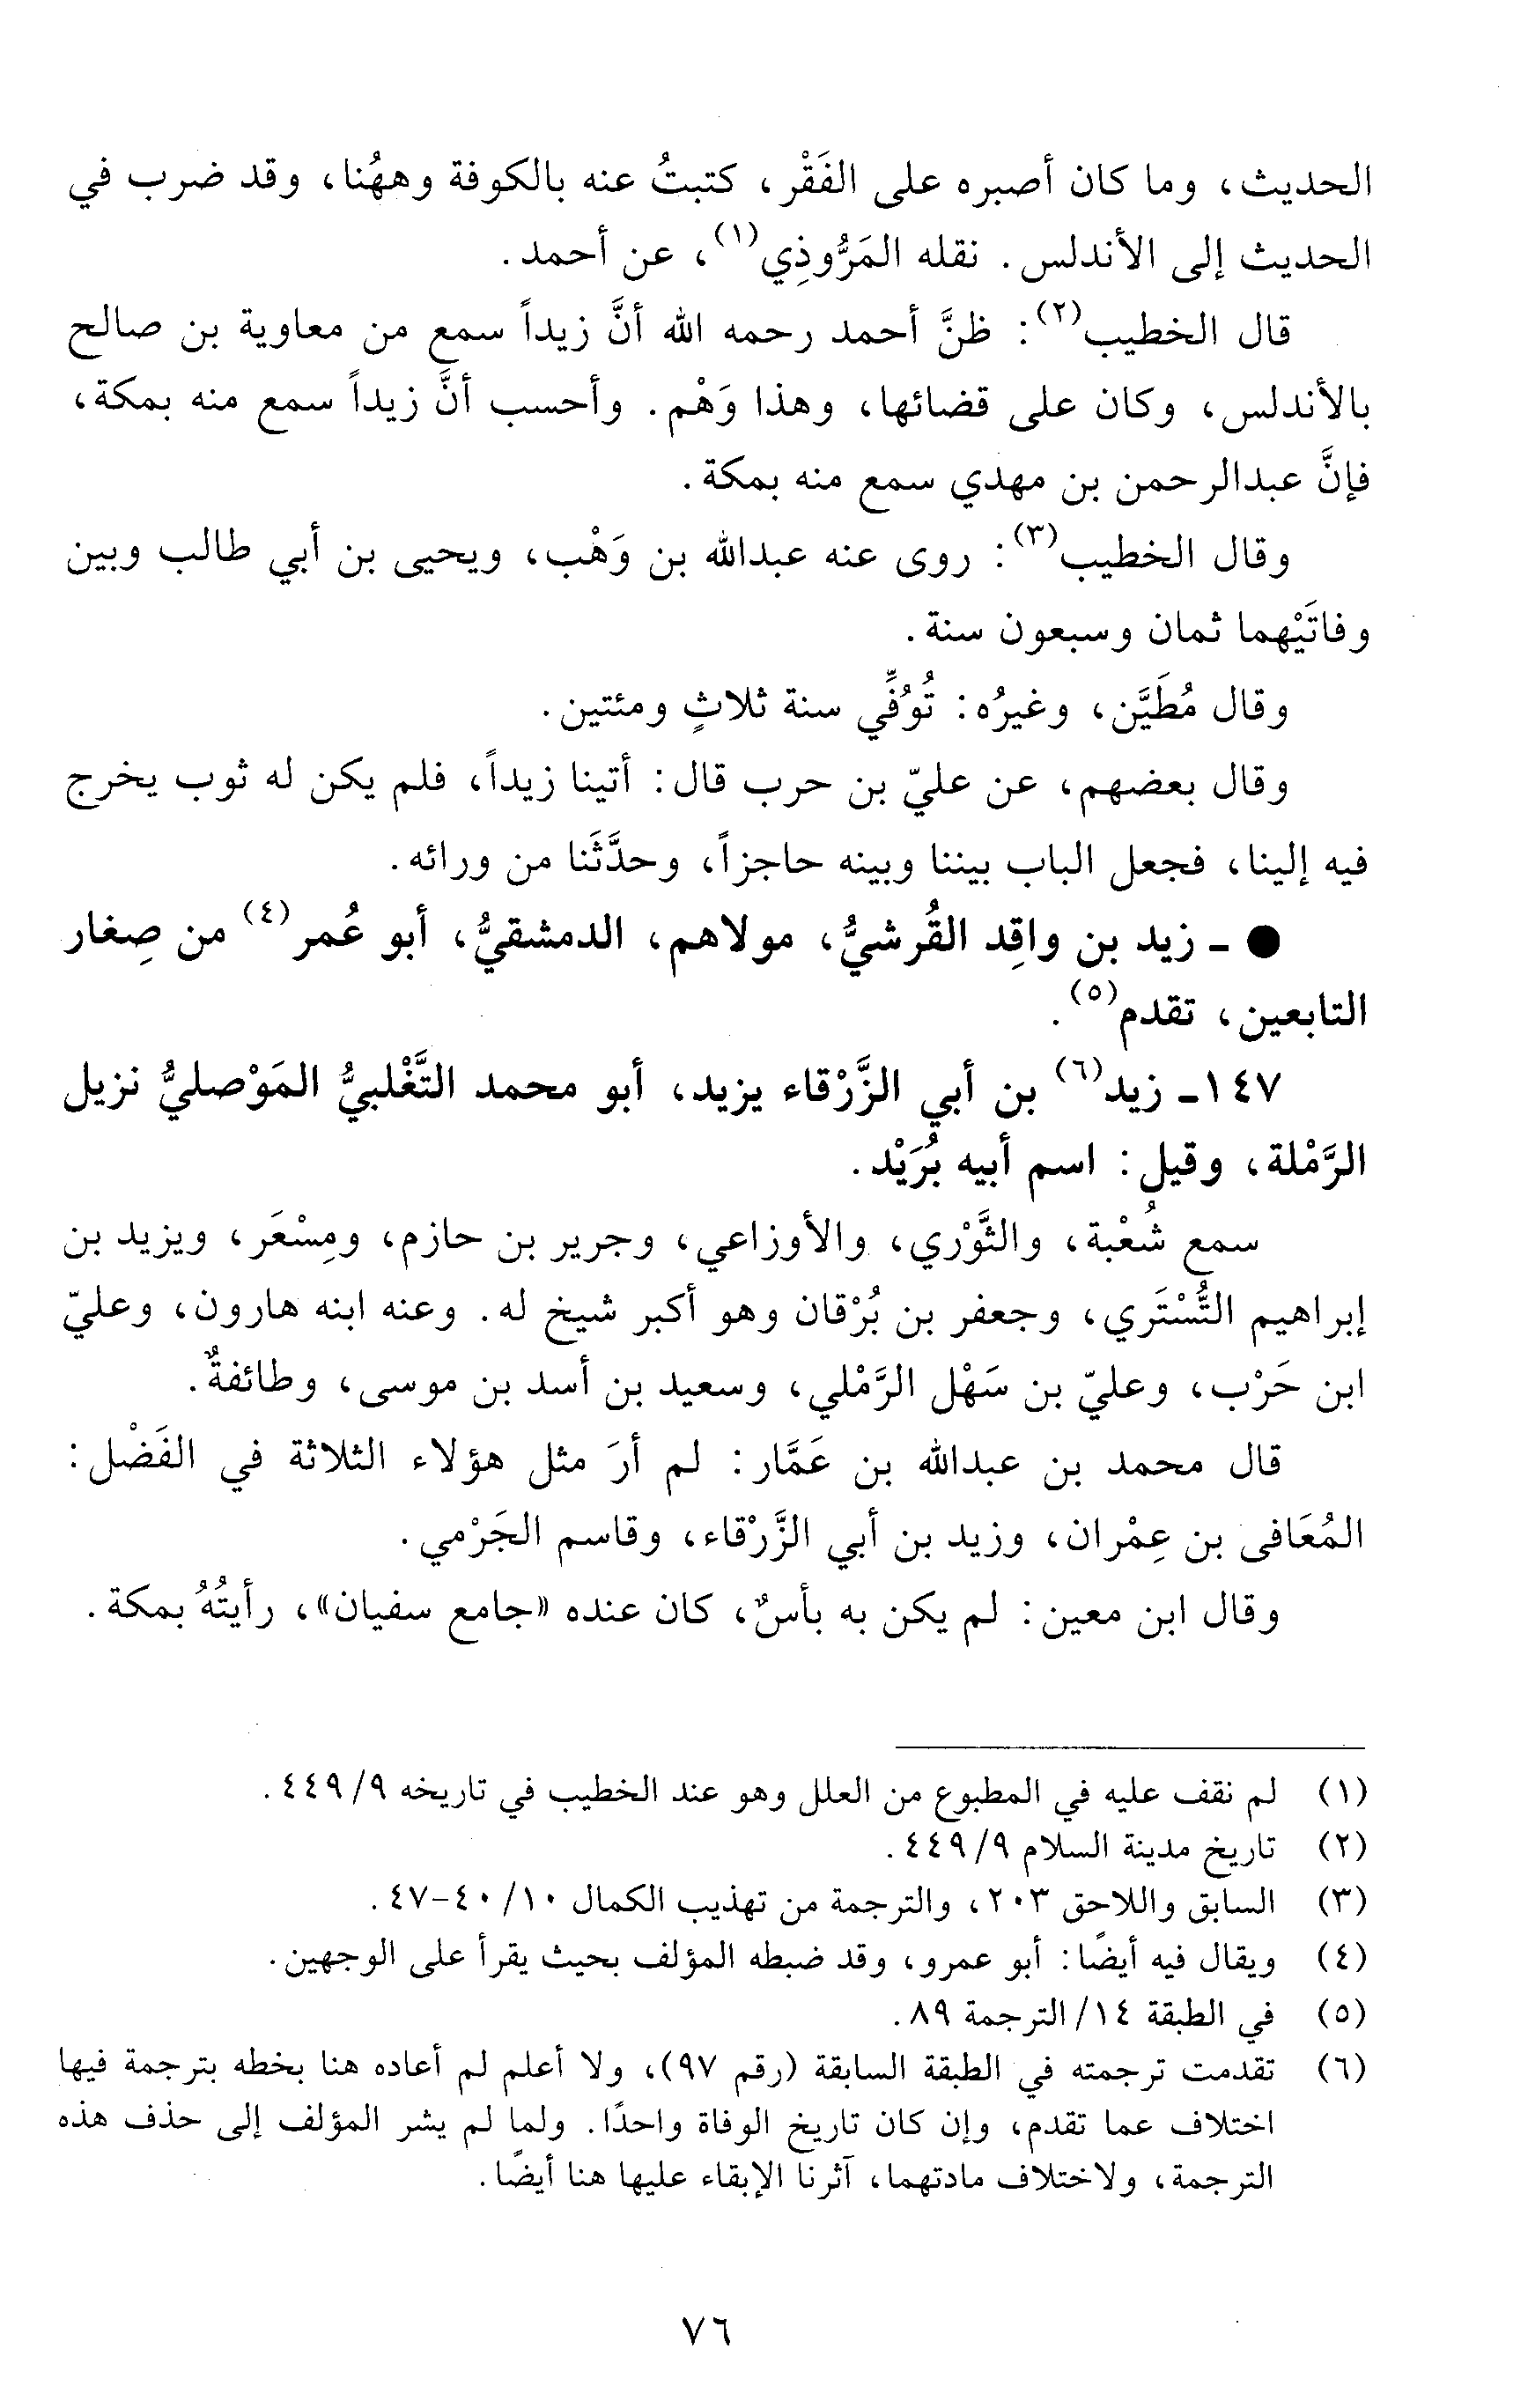 الحديث، وما كان أصبره على الفَقْر، كتبتُ عنه بالكوفة وههُنا، وقد ضرب في
الحديث إلى الأندلس. نقله المَرُّوذِي(١)، عن أحمد.
قال الخطيب(٢): ظنَّ أحمد رحمه الله أنَّ زيداً سمع من معاوية بن صالح
بالأندلس، وكان على قضائها، وهذا وَهْم. وأحسب أنَّ زيداً سمع منه بمكة،
فإنَّ عبدالرحمن بن مهدي سمع منه بمكة.
وقال الخطيب(٣): روى عنه عبدالله بن وَهْب، ويحيى بن أبي طالب وبين
وفاتَيْهما ثمان وسبعون سنة.
وقال مُطَيَّن، وغيرُه: تُوُفِّي سنة ثلاثٍ ومئتين.
وقال بعضهم، عن عليّ بن حرب قال: أتينا زيداً، فلم يكن له ثوب يخرج
فيه إلينا، فجعل الباب بيننا وبينه حاجزاً، وحدَّثَنا من ورائه.
● ـ زيد بن واقِد القُرشيُّ، مولاهم، الدمشقيُّ، أبو عُمر(٤) من صِغار
التابعين، تقدم(٥).
١٤٧ـ زيد(٦) بن أبي الزَّرْقاء يزيد، أبو محمد التَّغْلبيُّ المَوْصليُّ نزيل
الرَّمْلة، وقيل: اسم أبيه بُرَيْد.
سمع شُعْبة، والثَّوْري، والأوزاعي، وجرير بن حازم، ومِسْعَر، ويزيد بن
إبراهيم التُّسْتَري، وجعفر بن بُرْقان وهو أكبر شيخ له. وعنه ابنه هارون، وعليّ
ابن حَرْب، وعليّ بن سَهْل الرَّمْلي، وسعيد بن أسد بن موسى، وطائفةٌ.
قال محمد بن عبدالله بن عَمَّار: لم أرَ مثل هؤلاء الثلاثة في الفَضْل:
المُعَافى بن عِمْران، وزيد بن أبي الزَّرْقاء، وقاسم الجَرْمي.
وقال ابن معين: لم يكن به بأسٌ، كان عنده «جامع سفيان»، رأيتُهُ بمكة.
(١) لم نقف عليه في المطبوع من العلل وهو عند الخطيب في تاريخه ٩/ ٤٤٩.
(٢) تاريخ مدينة السلام ٩/ ٤٤٩.
(٣) السابق واللاحق ٢٠٣، والترجمة من تهذيب الكمال ١٠/ ٤٠-٤٧.
(٤) ويقال فيه أيضًا: أبو عمرو، وقد ضبطه المؤلف بحيث يقرأ على الوجهين.
(٥) في الطبقة ١٤/ الترجمة ٨٩.
(٦) تقدمت ترجمته في الطبقة السابقة (رقم ٩٧)، ولا أعلم لم أعاده هنا بخطه بترجمة فيها
اختلاف عما تقدم، وإن كان تاريخ الوفاة واحدًا. ولما لم يشر المؤلف إلى حذف هذه
الترجمة، ولاختلاف مادتهما، آثرنا الإبقاء عليها هنا أيضًا.
٧٦